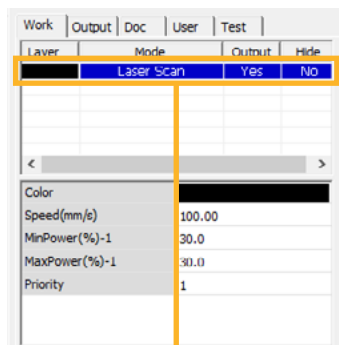 Work Output Doc User Test
Layer Mode Output Hide
Laser Scan Yes No
< >
Color
Speed(mm/s) 100.00
MinPower(%)-1 30.0
MaxPower(%)-1 30.0
Priority 1